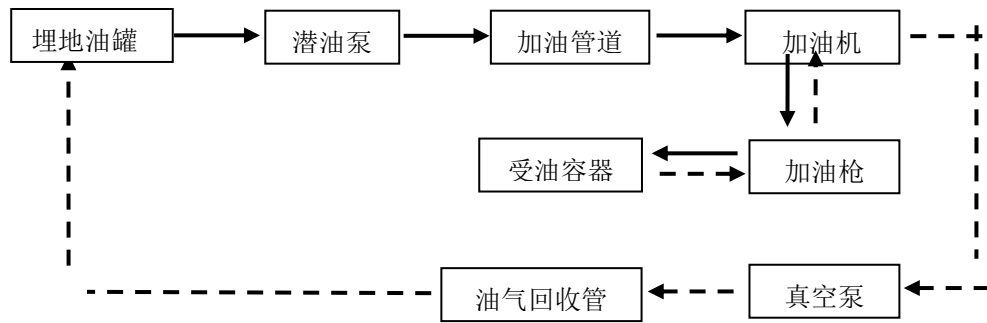 埋地油罐
潜油泵
加油管道
加油机
受油容器
加油枪
油气回收管
真空泵